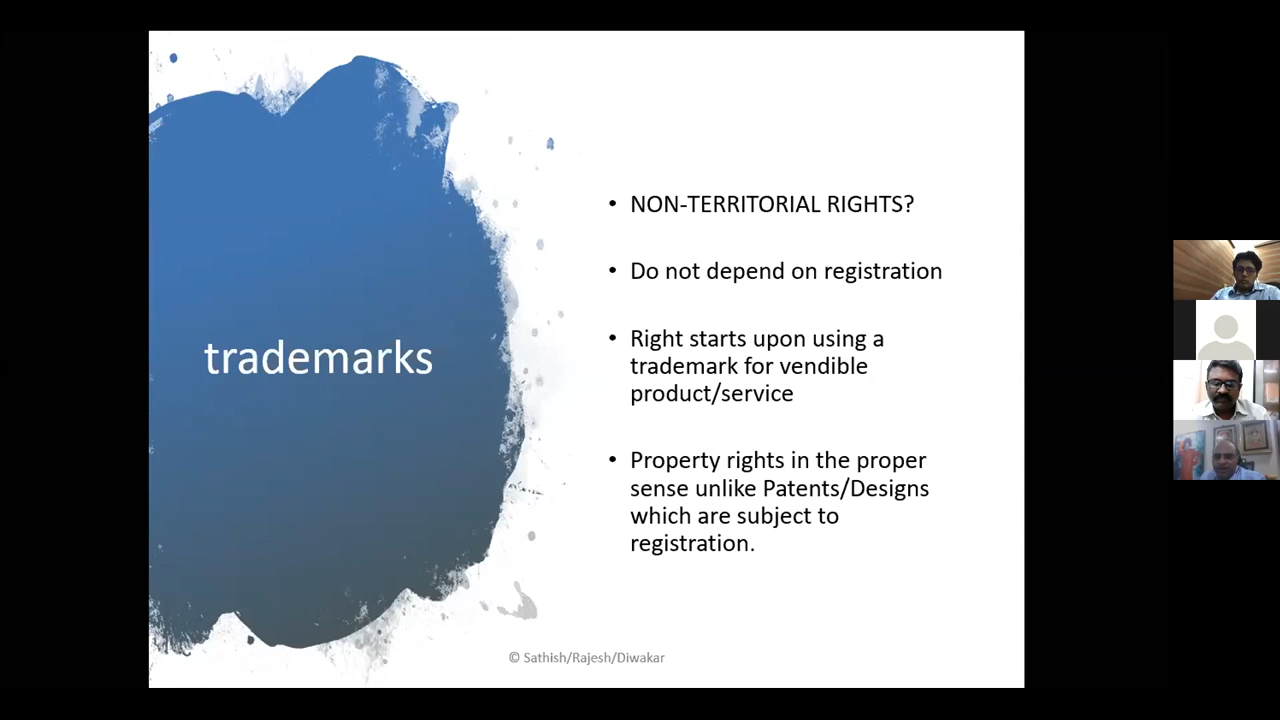 trademarks
• NON-TERRITORIAL RIGHTS?
• Do not depend on registration
• Right starts upon using a
trademark for vendible
product/service
• Property rights in the proper
sense unlike Patents/Designs
which are subject to
registration.
© Sathish/Rajesh/Diwakar